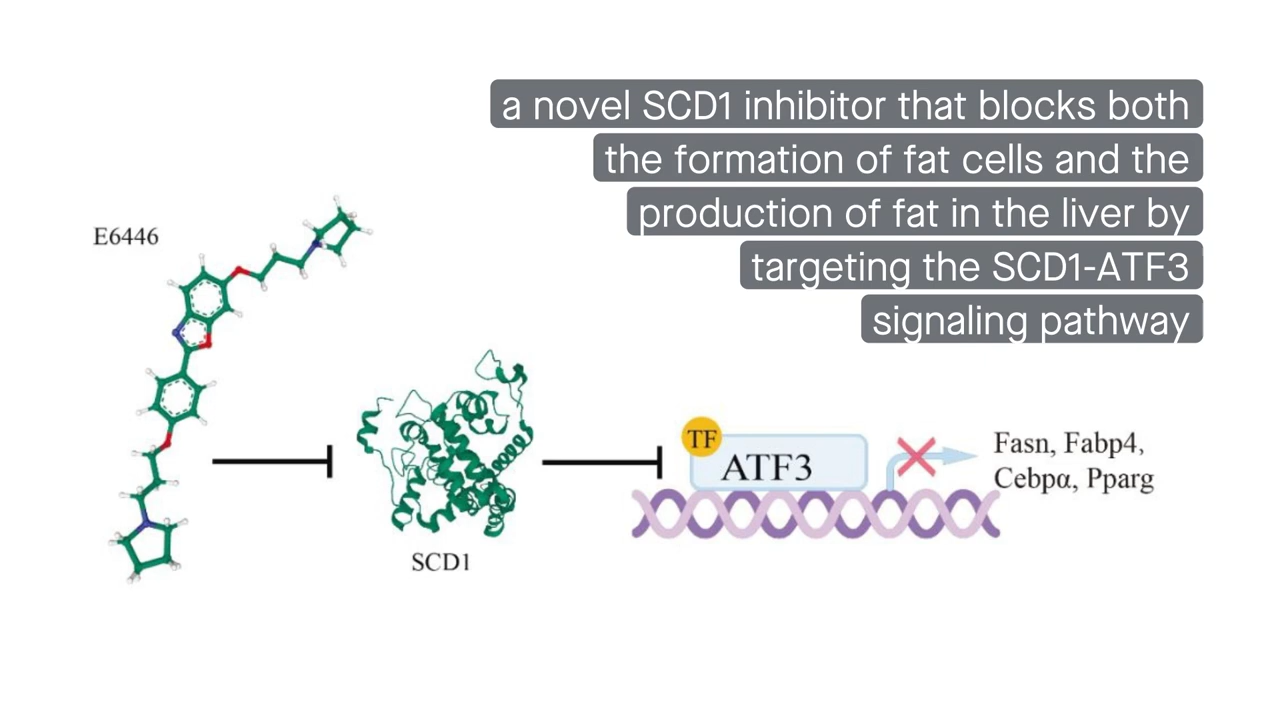 a novel SCD1 inhibitor that blocks both
the formation of fat cells and the
production of fat in the liver by
targeting the SCD1-ATF3
signaling pathway
E6446
SCD1
TF
ATF3
Fasn, Fabp4,
Cebpα, Pparg